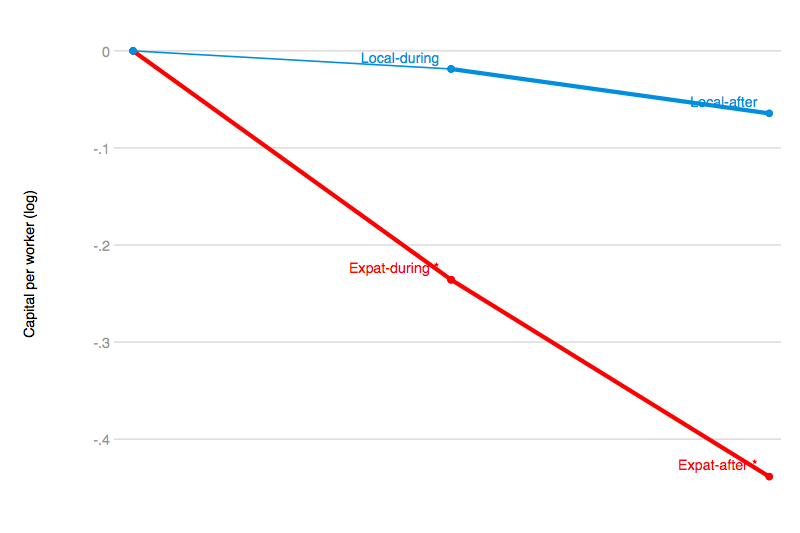 0
Local-during
Local-after
-.1
Capital per worker (log)
-.2
Expat-during *
-.3
-.4
Expat-after *